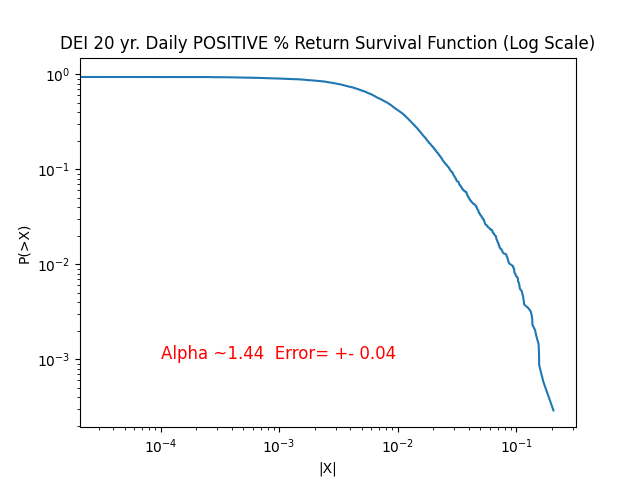 DEI 20 yr. Daily POSITIVE % Return Survival Function (Log Scale)
10⁰
10⁻¹
10⁻²
10⁻³
P(>X)
Alpha ~1.44  Error= +- 0.04
10⁻⁴ 10⁻³ 10⁻² 10⁻¹
|X|